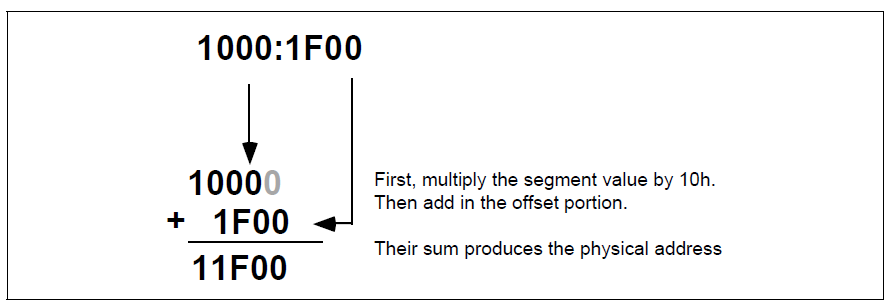 1000:1F00
10000
+ 1F00
11F00
First, multiply the segment value by 10h.
Then add in the offset portion.
Their sum produces the physical address